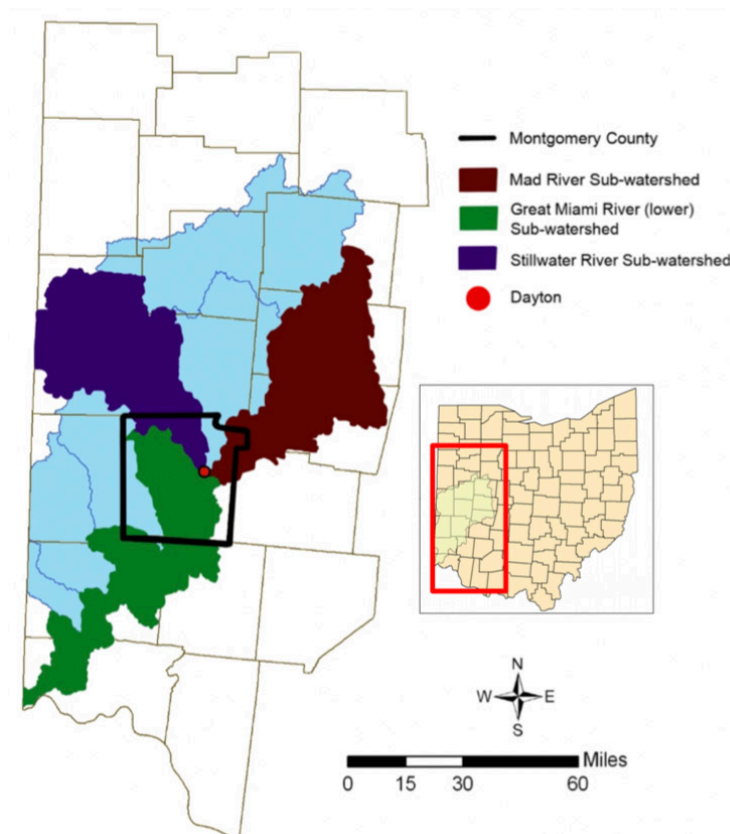 Montgomery County
Mad River Sub-watershed
Great Miami River (lower)
Sub-watershed
Stillwater River Sub-watershed
Dayton
N
W E
S
Miles
0 15 30 60